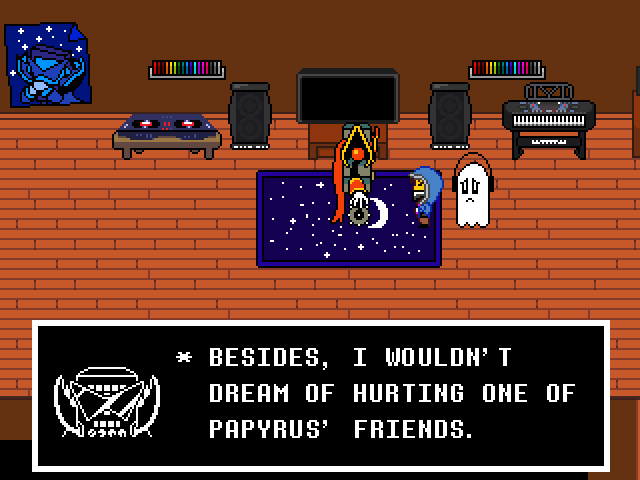 * BESIDES, I WOULDN'T
DREAM OF HURTING ONE OF
PAPYRUS' FRIENDS.